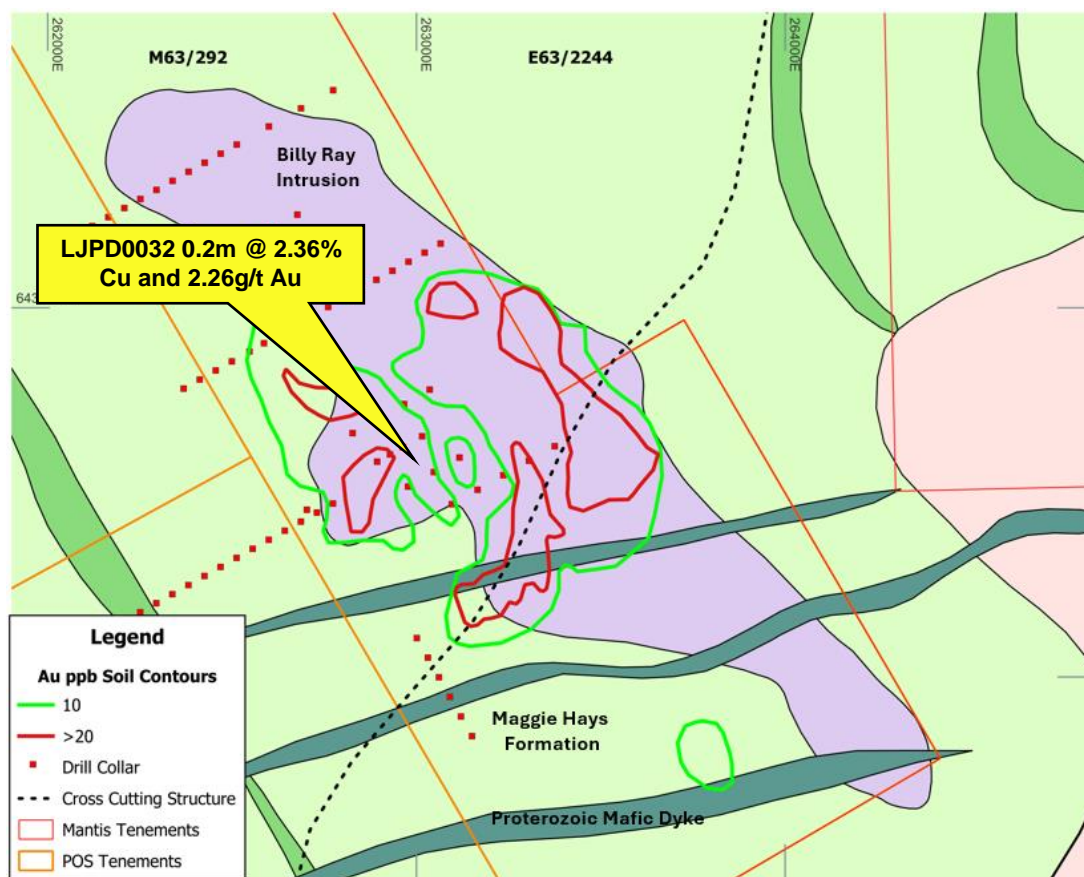 262000E
263000E
264000E
M63/292
E63/2244
Billy Ray
Intrusion
LJPD0032 0.2m @ 2.36%
Cu and 2.26g/t Au
643
Maggie Hays
Formation
Proterozoic Mafic Dyke
Legend
Au ppb Soil Contours
10
>20
Drill Collar
Cross Cutting Structure
Mantis Tenements
POS Tenements